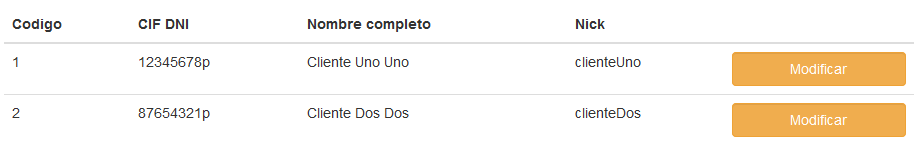 Codigo CIF DNI Nombre completo Nick
1 12345678p Cliente Uno Uno clienteUno Modificar
2 87654321p Cliente Dos Dos clienteDos Modificar